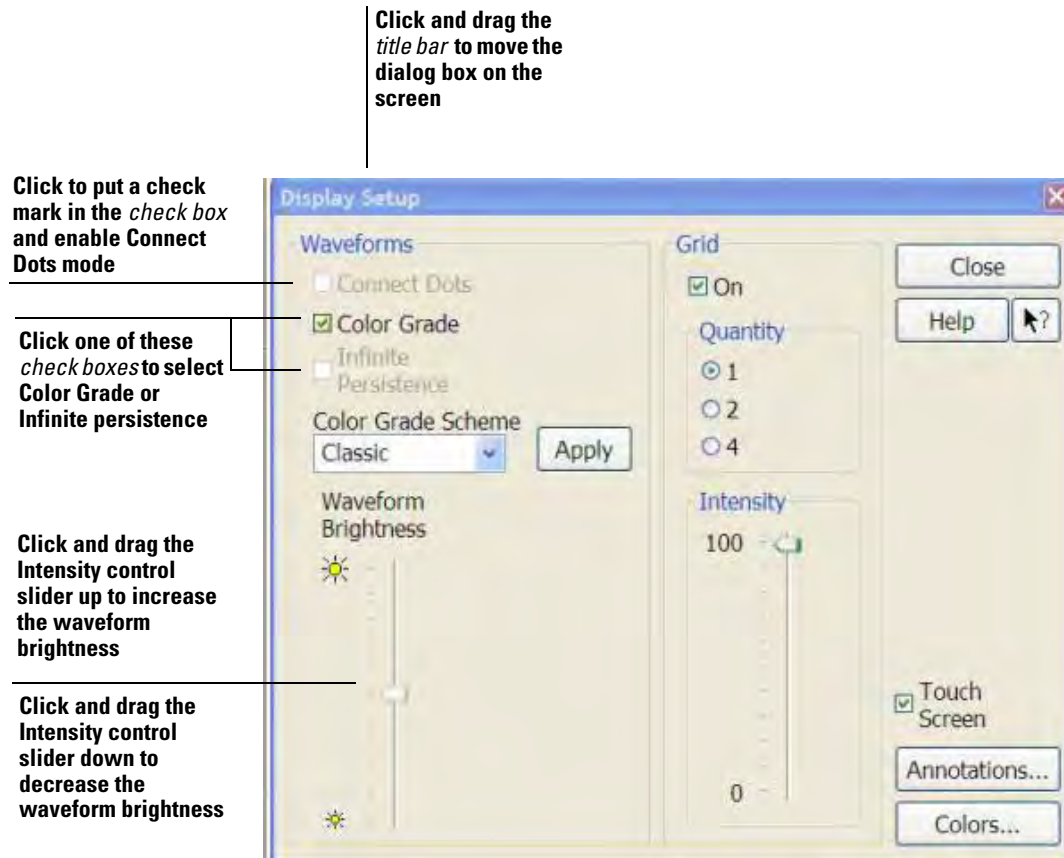 Click and drag the
title bar to move the
dialog box on the
screen
Click to put a check
mark in the check box
and enable Connect
Dots mode
Click one of these
check boxes to select
Color Grade or
Infinite persistence
Click and drag the
Intensity control
slider up to increase
the waveform
brightness
Click and drag the
Intensity control
slider down to
decrease the
waveform brightness
Display Setup
Waveforms
Connect Dots
Color Grade
Infinite
Persistence
Color Grade Scheme
Classic
Apply
Waveform
Brightness
Grid
On
Quantity
1
2
4
Intensity
100
0
Close
Help
?
Touch
Screen
Annotations...
Colors...